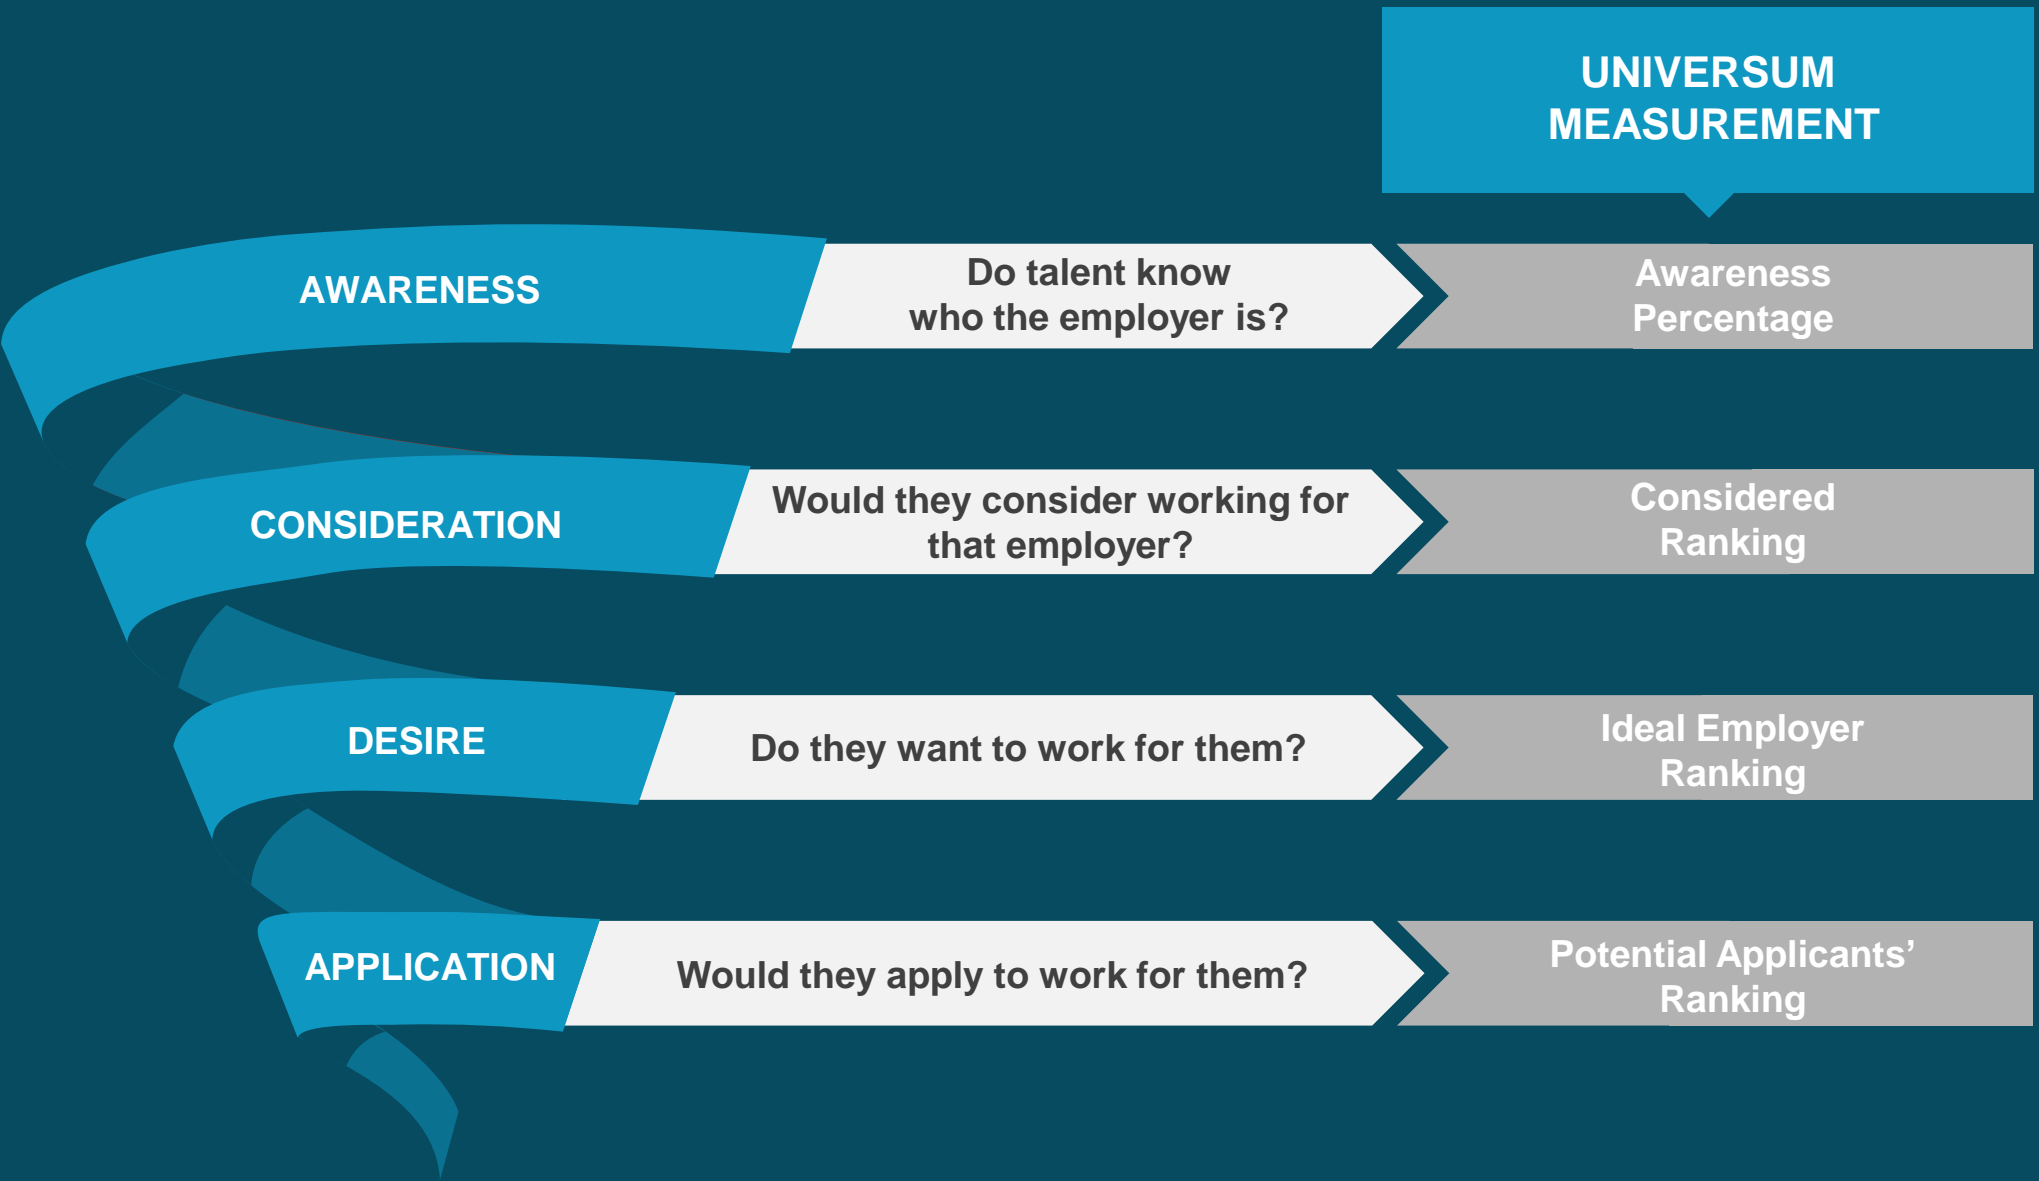 UNIVERSUM
MEASUREMENT
AWARENESS
Do talent know
who the employer is?
Awareness
Percentage
CONSIDERATION
Would they consider working for
that employer?
Considered
Ranking
DESIRE
Do they want to work for them?
Ideal Employer
Ranking
APPLICATION
Would they apply to work for them?
Potential Applicants’
Ranking